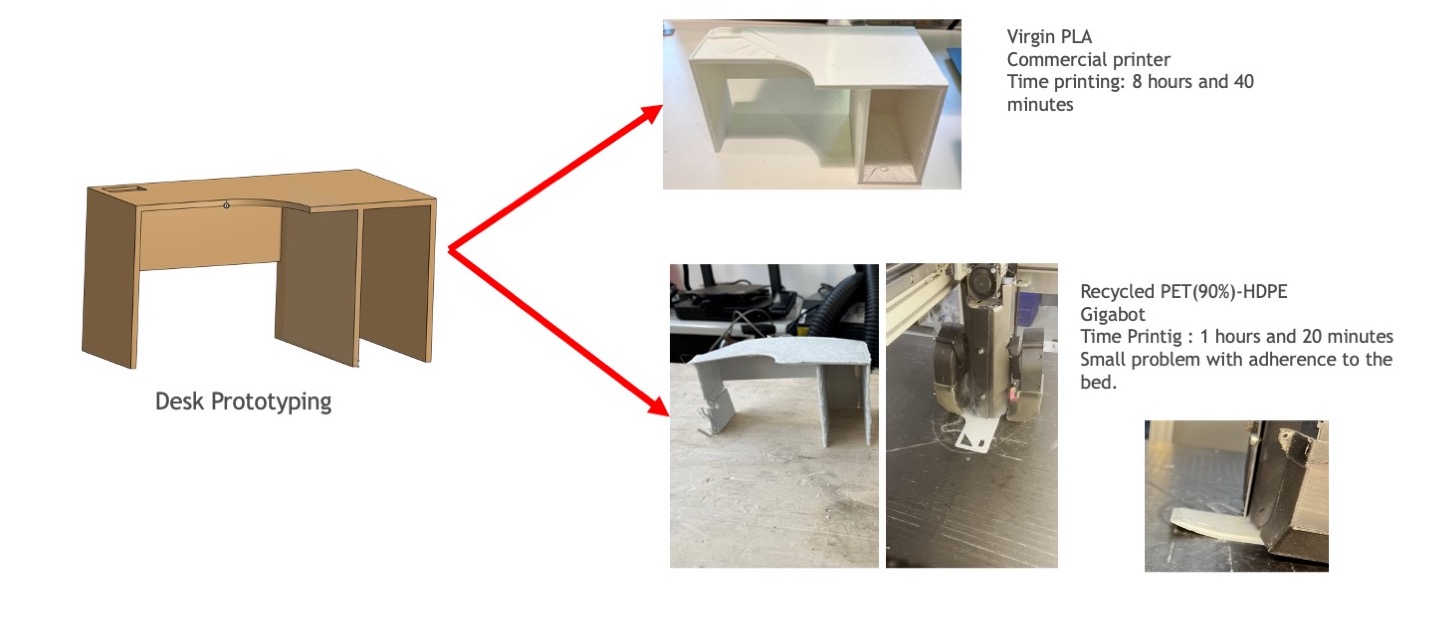 Virgin PLA
Commercial printer
Time printing: 8 hours and 40
minutes
Desk Prototyping
Recycled PET(90%)-HDPE
Gigabot
Time Printig : 1 hours and 20 minutes
Small problem with adherence to the
bed.